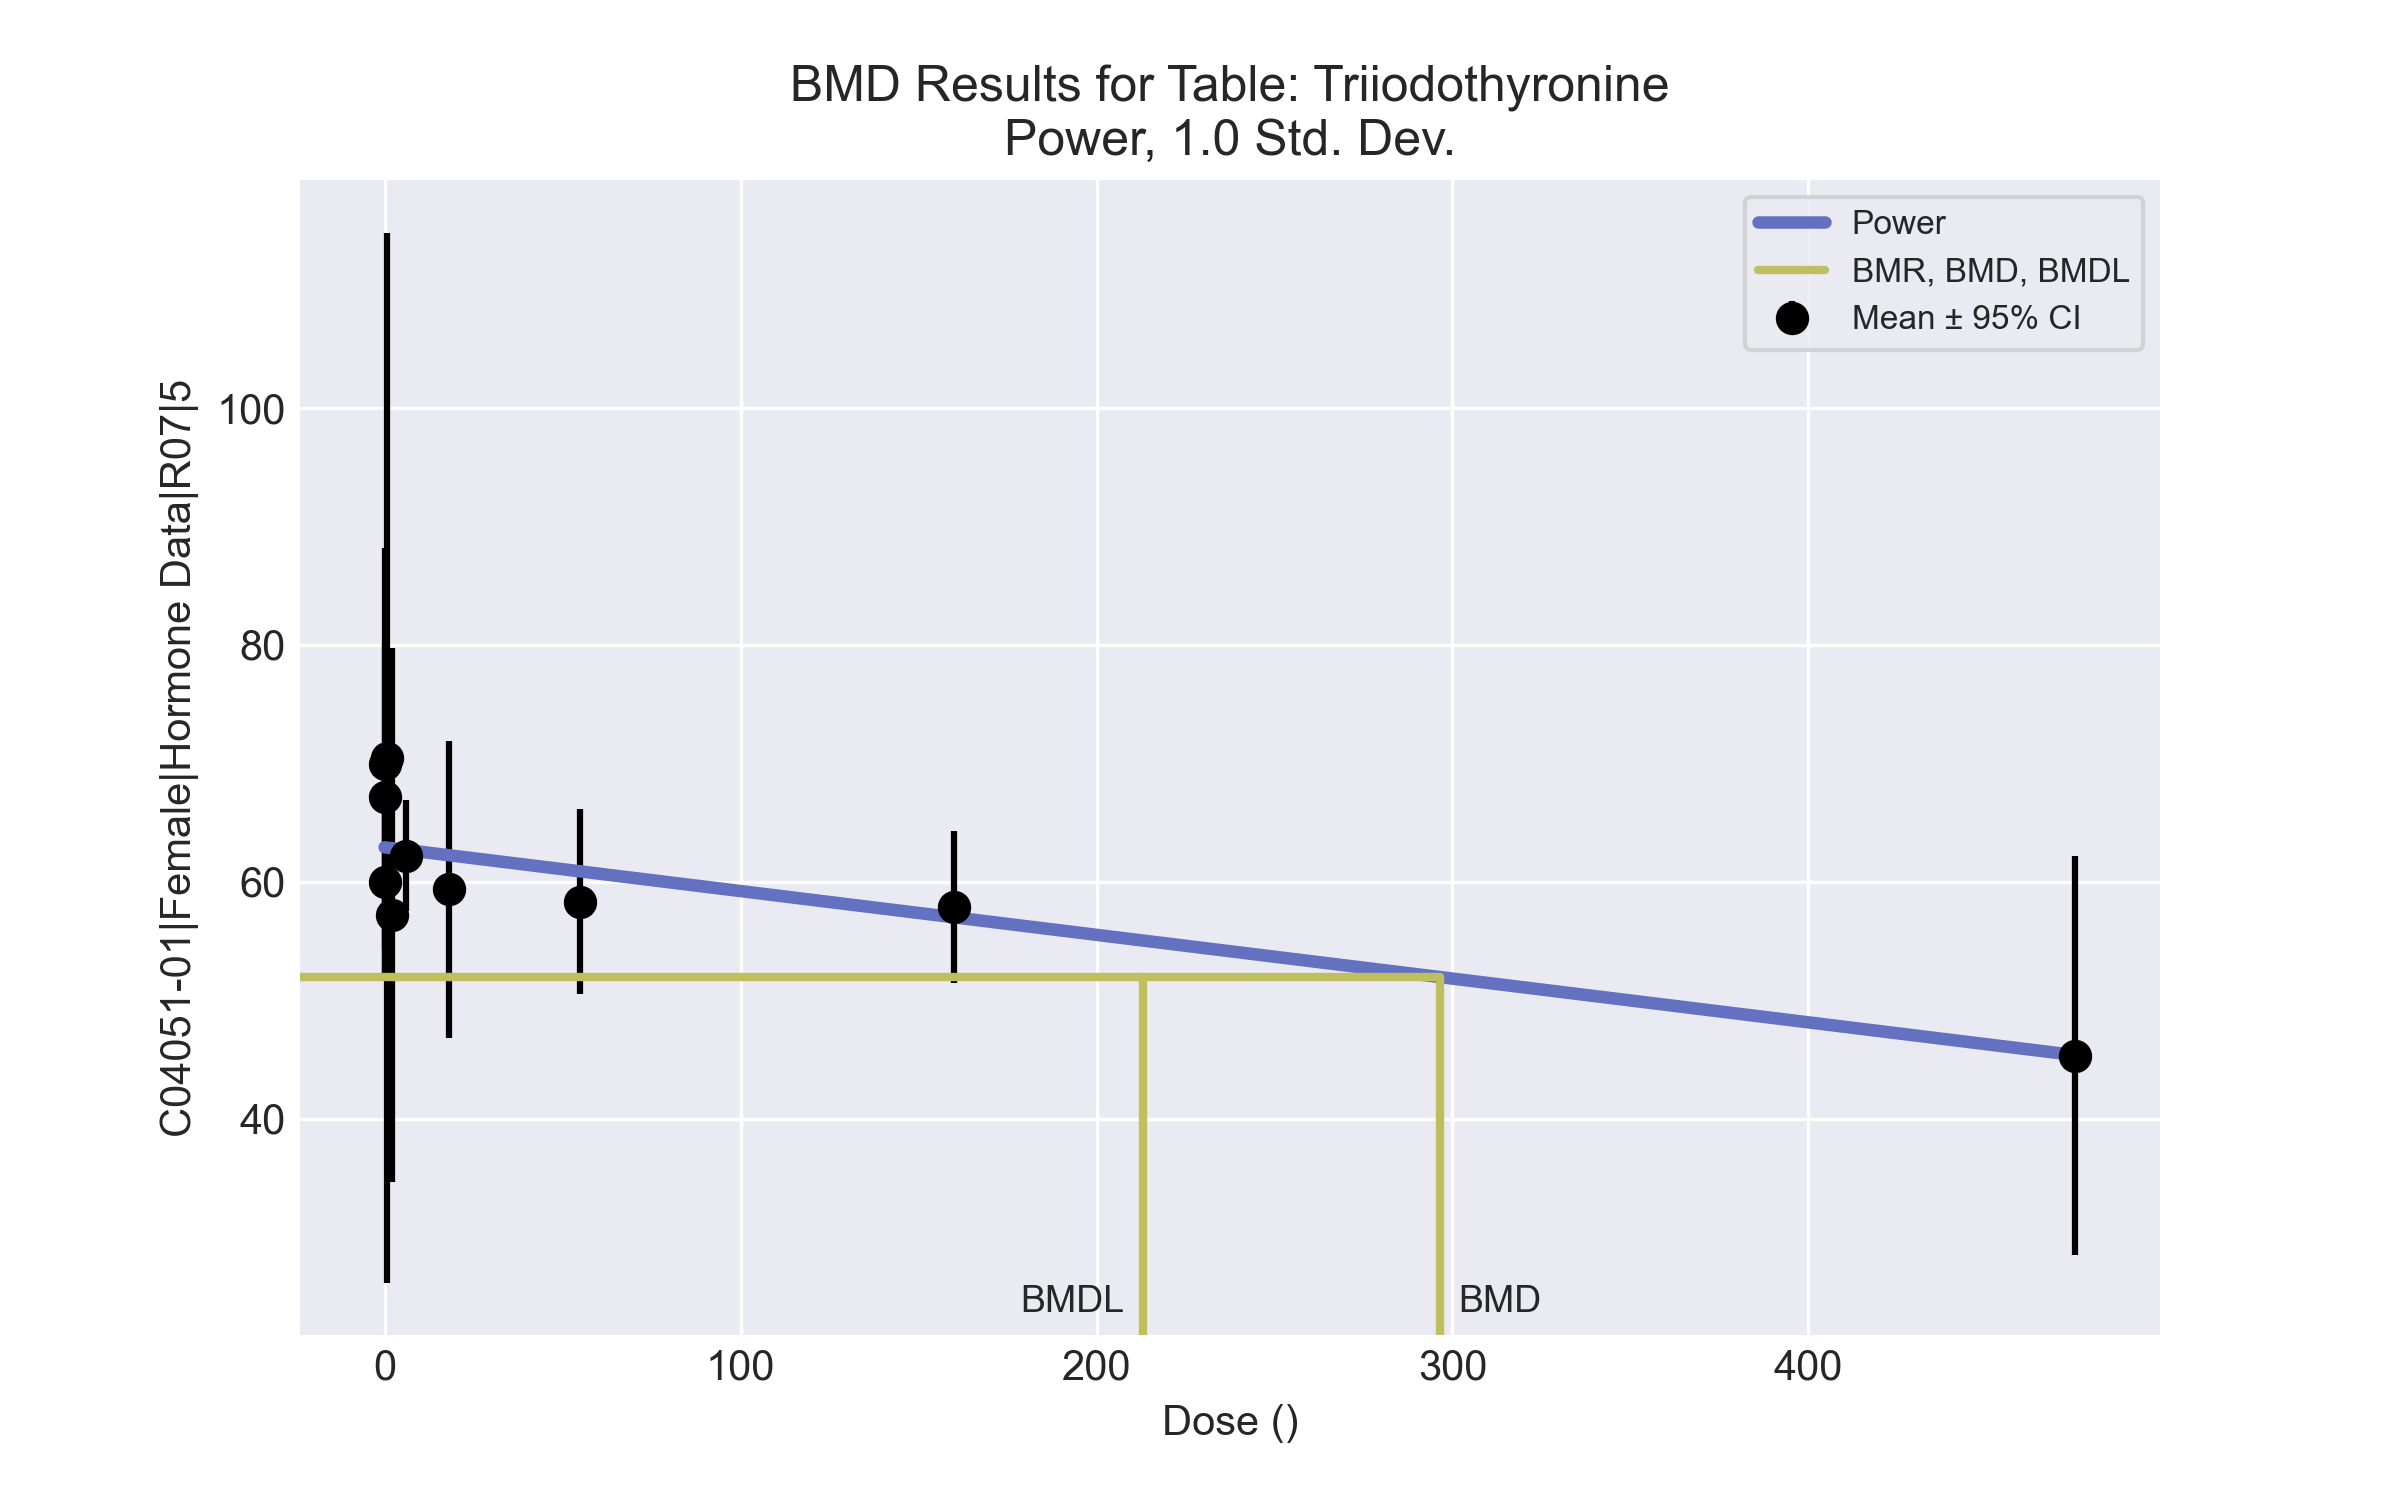 BMD Results for Table: Triiodothyronine
Power, 1.0 Std. Dev.
Power
BMR, BMD, BMDL
Mean ± 95% CI
C04051-01|Female|Hormone Data|R07|5
100
80
60
40
BMDL
BMD
0
100
200
300
400
Dose ()